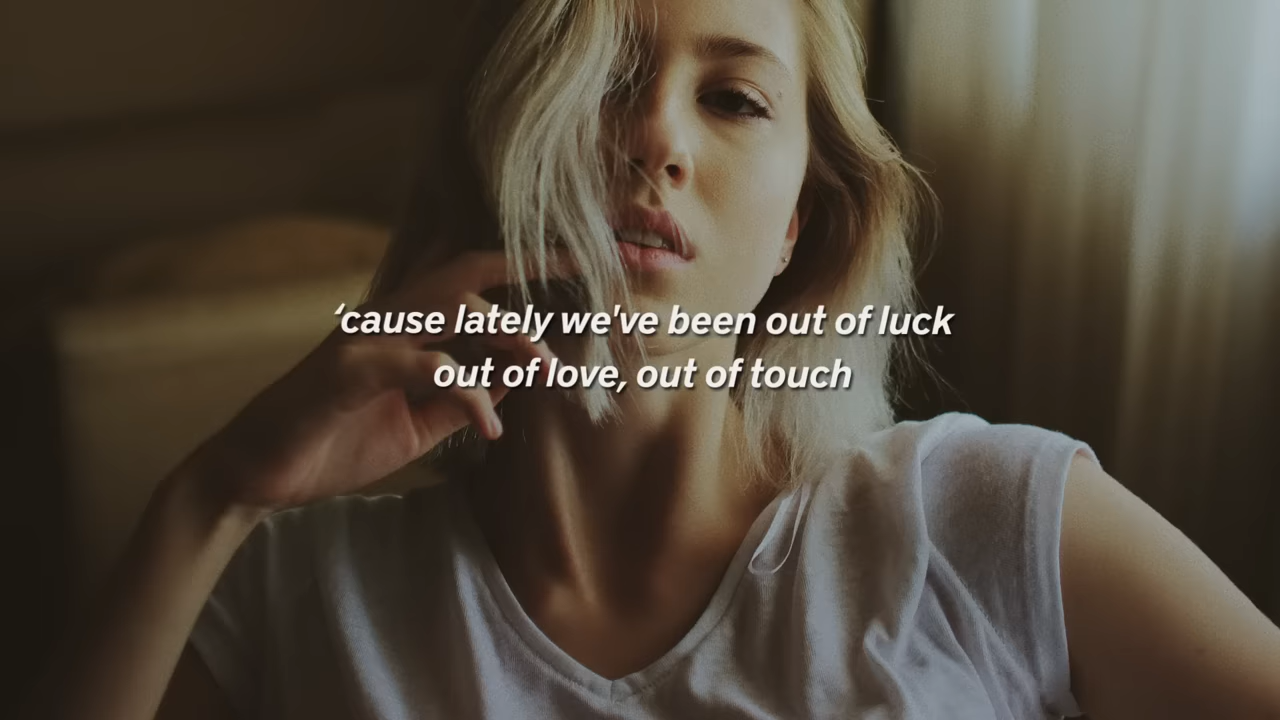 ‘cause lately we've been out of luck
out of love, out of touch